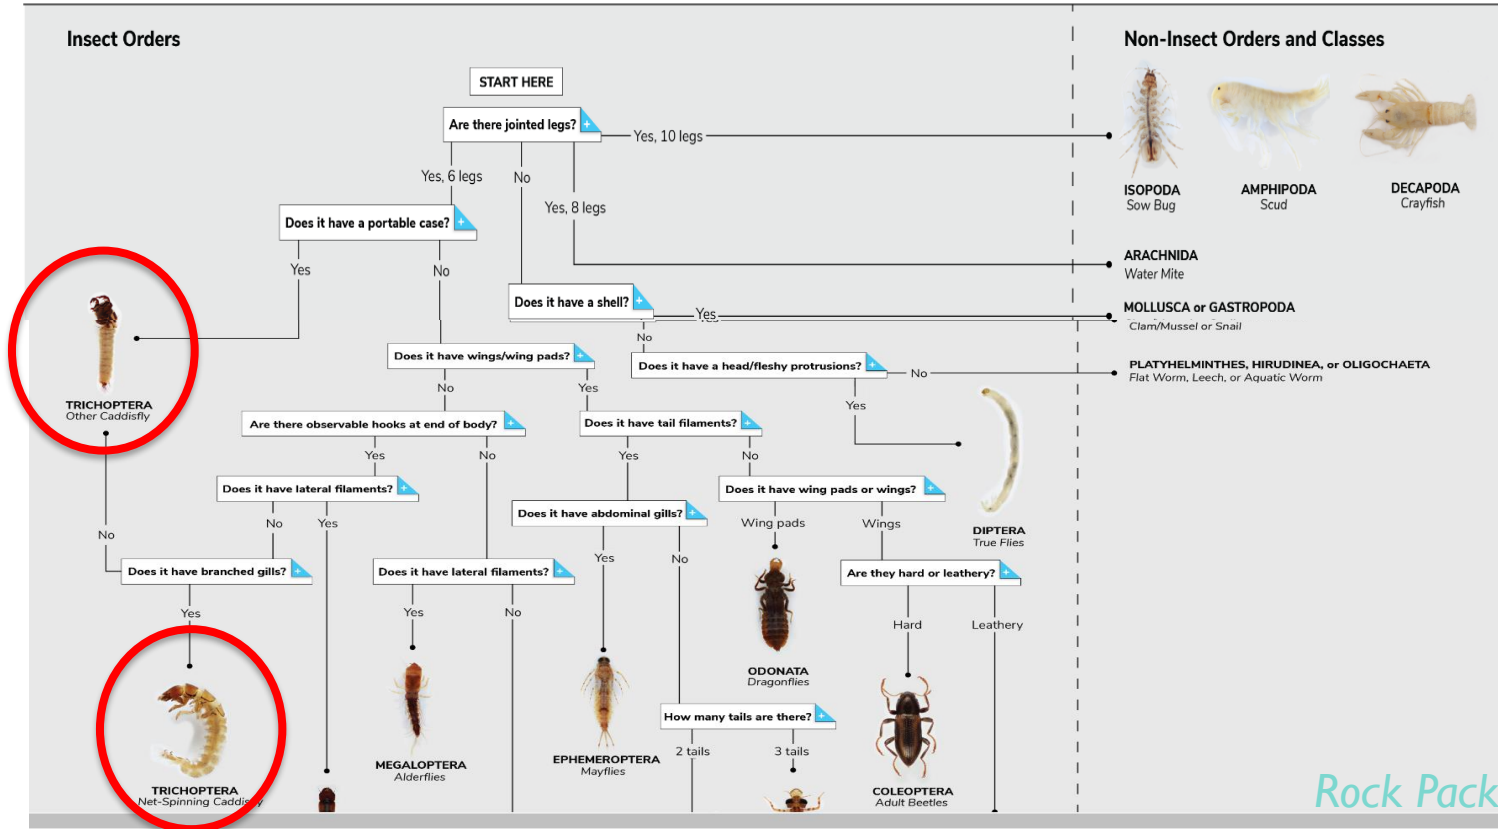 Insect Orders
Non-Insect Orders and Classes
START HERE
Are there jointed legs?
Yes, 10 legs
Yes, 6 legs
No
Yes, 8 legs
ISOPODA
Sow Bug
AMPHIPODA
Scud
DECAPODA
Crayfish
Does it have a portable case?
Yes
No
ARACHNIDA
Water Mite
Does it have a shell?
Yes
MOLLUSCA or GASTROPODA
Clam/Mussel or Snail
No
Does it have wings/wing pads?
Does it have a head/fleshy protrusions?
No
PLATYHELMINTHES, HIRUDINEA, or OLIGOCHAETA
Flat Worm, Leech, or Aquatic Worm
No
Yes
Yes
TRICHOPTERA
Other Caddisfly
Are there observable hooks at end of body?
Does it have tail filaments?
Yes
No
Yes
No
Does it have lateral filaments?
Does it have wing pads or wings?
Does it have abdominal gills?
No
Yes
Wing pads
Wings
DIPTERA
True Flies
No
Yes
No
Does it have branched gills?
Does it have lateral filaments?
Are they hard or leathery?
Yes
Yes
No
Hard
Leathery
ODONATA
Dragonflies
How many tails are there?
2 tails
3 tails
MEGALOPTERA
Alderflies
EPHEMEROPTERA
Mayflies
TRICHOPTERA
Net-Spinning
COLEOPTERA
Adult Beetles
Rock Pack